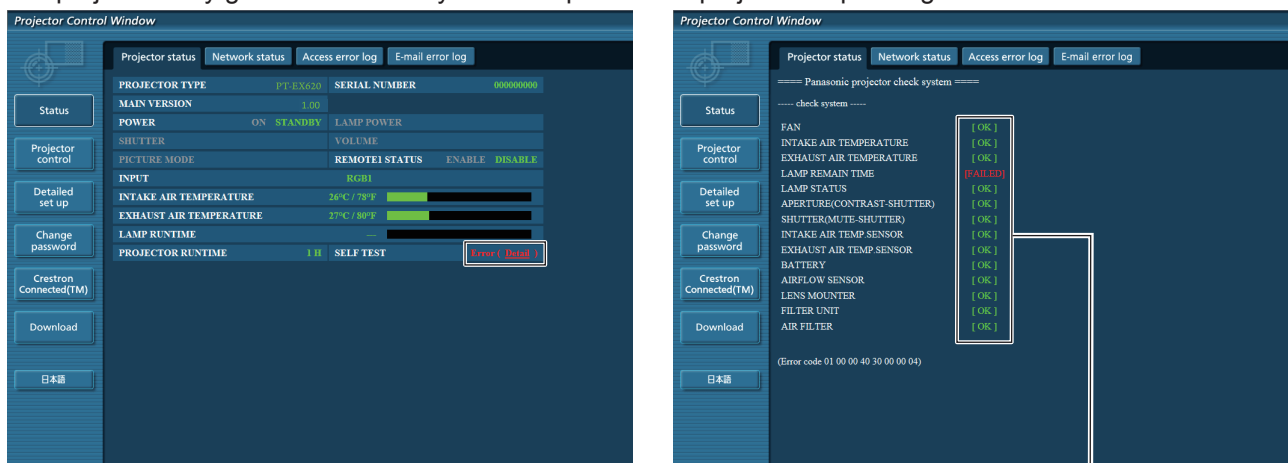 Projector Control Window
Projector status Network status Access error log E-mail error log
PROJECTOR TYPE PT-EX620 SERIAL NUMBER 000000000
MAIN VERSION 1.00
POWER ON STANDBY LAMP POWER
SHUTTER VOLUME
PICTURE MODE REMOTE1 STATUS ENABLE DISABLE
INPUT RGB1
INTAKE AIR TEMPERATURE 26°C / 78°F
EXHAUST AIR TEMPERATURE 27°C / 80°F
LAMP RUNTIME —
PROJECTOR RUNTIME 1 H SELF TEST Error ( Detail )
Status
Projector
control
Detailed
set up
Change
password
Crestron
Connected(TM)
Download
日本語
Projector Control Window
Projector status Network status Access error log E-mail error log
==== Panasonic projector check system ====
----- check system -----
FAN [ OK ]
INTAKE AIR TEMPERATURE [ OK ]
EXHAUST AIR TEMPERATURE [ OK ]
LAMP REMAIN TIME [FAILED]
LAMP STATUS [ OK ]
APERTURE(CONTRAST-SHUTTER) [ OK ]
SHUTTER(MUTE-SHUTTER) [ OK ]
INTAKE AIR TEMP.SENSOR [ OK ]
EXHAUST AIR TEMP.SENSOR [ OK ]
BATTERY [ OK ]
AIRFLOW SENSOR [ OK ]
LENS MOUNTER [ OK ]
FILTER UNIT [ OK ]
AIR FILTER [ OK ]
(Error code 01 00 00 40 30 00 00 04)
Status
Projector
control
Detailed
set up
Change
password
Crestron
Connected(TM)
Download
日本語